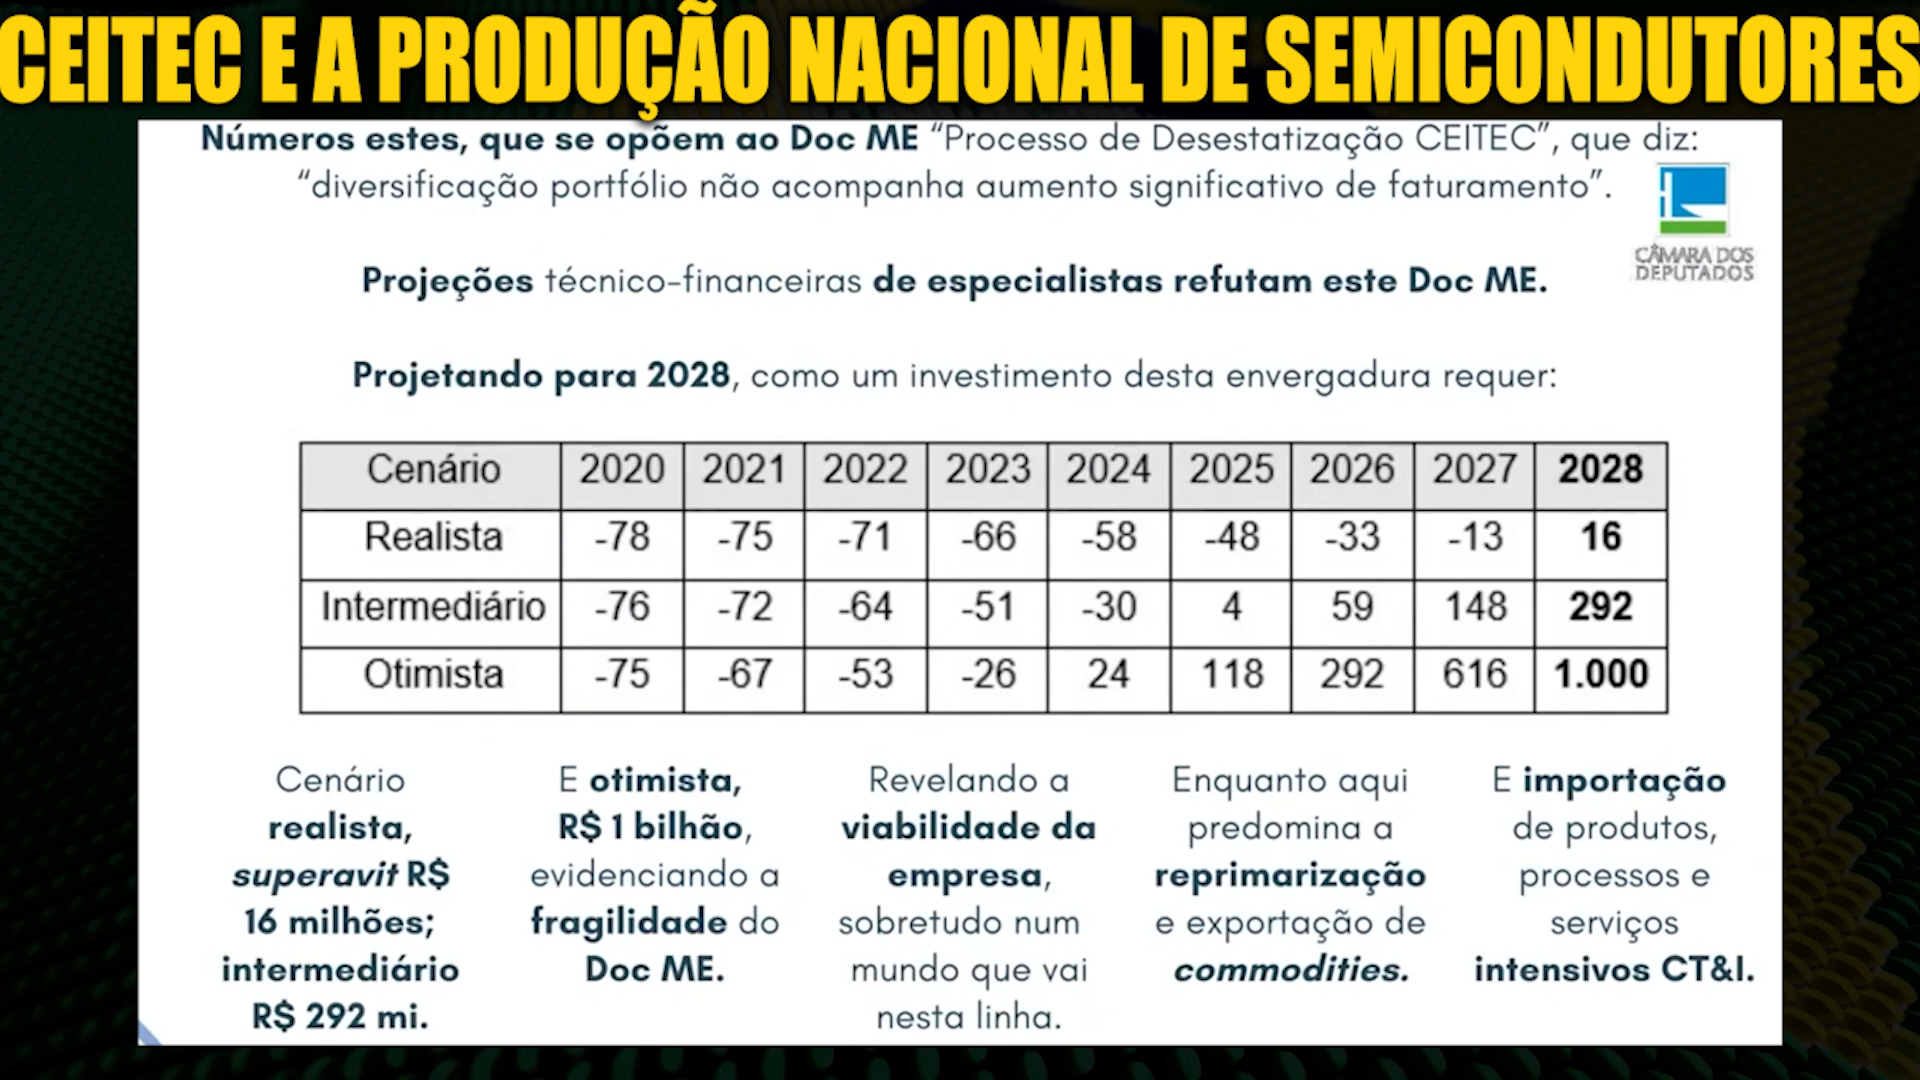 CEITEC E A PRODUÇÃO NACIONAL DE SEMICONDUTORES
Números estes, que se opõem ao Doc ME “Processo de Desestatização CEITEC”, que diz:
“diversificação portfólio não acompanha aumento significativo de faturamento”.
CÂMARA DOS
DEPUTADOS
Projeções técnico-financeiras de especialistas refutam este Doc ME.
Projetando para 2028, como um investimento desta envergadura requer:
Cenário 2020 2021 2022 2023 2024 2025 2026 2027 2028
Realista -78 -75 -71 -66 -58 -48 -33 -13 16
Intermediário -76 -72 -64 -51 -30 4 59 148 292
Otimista -75 -67 -53 -26 24 118 292 616 1.000
Cenário
realista,
superavit R$
16 milhões;
intermediário
R$ 292 mi.
E otimista,
R$ 1 bilhão,
evidenciando a
fragilidade do
Doc ME.
Revelando a
viabilidade da
empresa,
sobretudo num
mundo que vai
nesta linha.
Enquanto aqui
predomina a
reprimarização
e exportação de
commodities.
E importação
de produtos,
processos e
serviços
intensivos CT&I.